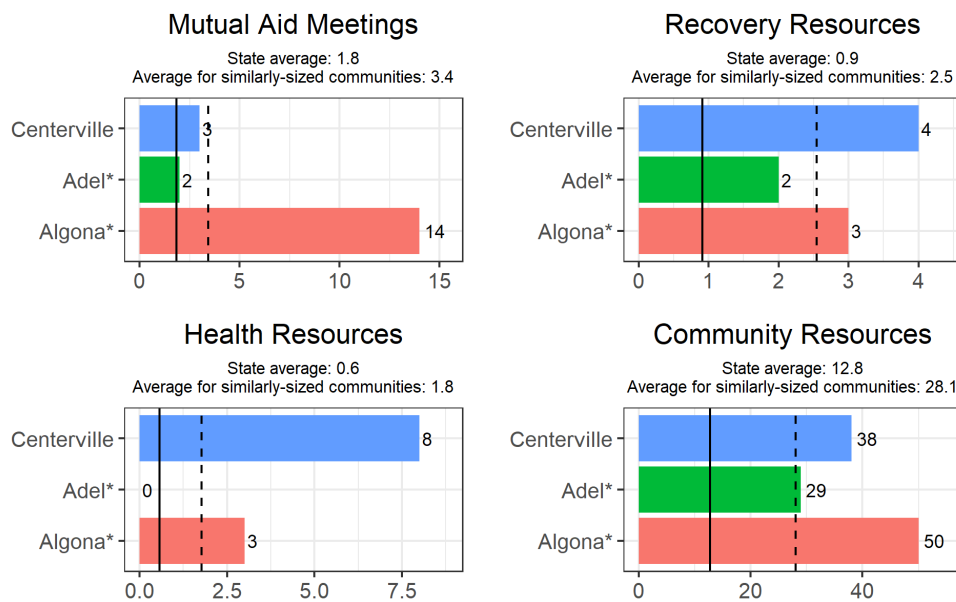 Mutual Aid Meetings
State average: 1.8
Average for similarly-sized communities: 3.4
Centerville
3
Adel*
2
Algona*
14
0 5 10 15
Recovery Resources
State average: 0.9
Average for similarly-sized communities: 2.5
Centerville
4
Adel*
2
Algona*
3
0 1 2 3 4
Health Resources
State average: 0.6
Average for similarly-sized communities: 1.8
Centerville
8
Adel*
0
Algona*
3
0.0 2.5 5.0 7.5
Community Resources
State average: 12.8
Average for similarly-sized communities: 28.1
Centerville
38
Adel*
29
Algona*
50
0 20 40